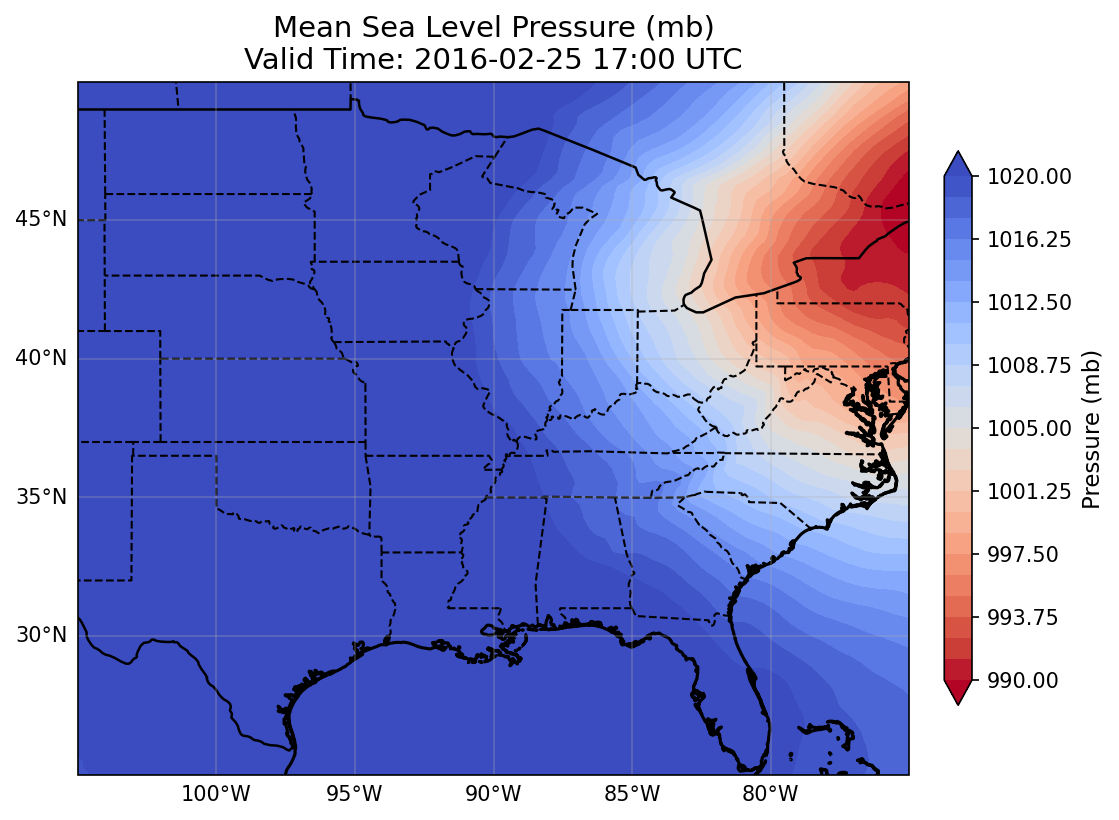 Mean Sea Level Pressure (mb)
Valid Time: 2016-02-25 17:00 UTC
45°N
40°N
35°N
30°N
100°W
95°W
90°W
85°W
80°W
1020.00
1016.25
1012.50
1008.75
1005.00
1001.25
997.50
993.75
990.00
Pressure (mb)